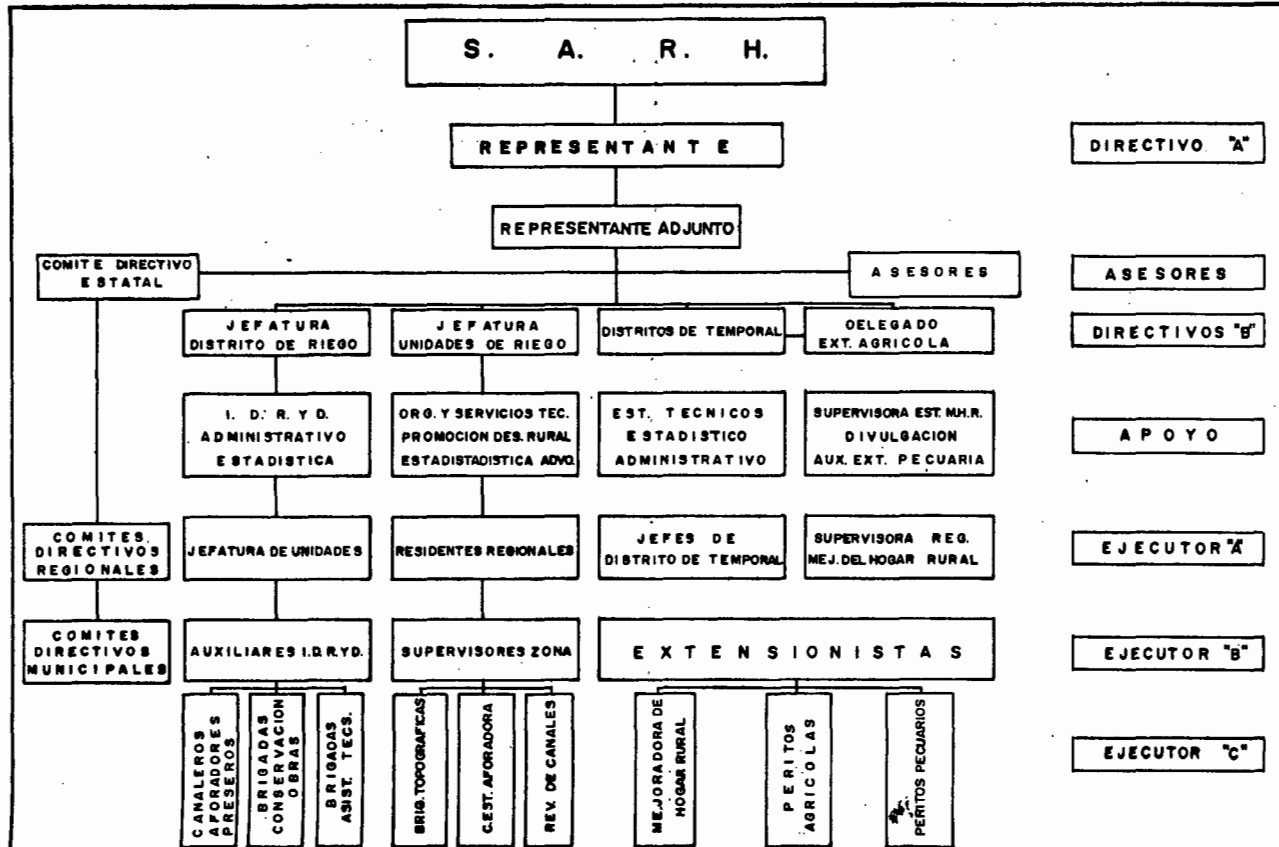 S. A. R. H.
REPRESENTANTE
DIRECTIVO "A"
REPRESENTANTE ADJUNTO
COMITE DIRECTIVO
ESTATAL
ASESORES
ASESORES
JEFATURA
DISTRITO DE RIEGO
JEFATURA
UNIDADES DE RIEGO
DISTRITOS DE TEMPORAL
DELEGADO
EXT. AGRICOLA
DIRECTIVOS "B"
I. D. R. Y D.
ADMINISTRATIVO
ESTADISTICA
ORG. Y SERVICIOS TEC.
PROMOCION DES. RURAL
ESTADISTADISTICA ADVO.
EST. TECNICOS
ESTADISTICO
ADMINISTRATIVO
SUPERVISORA EST. M.H.R.
DIVULGACION
AUX. EXT. PECUARIA
APOYO
COMITES.
DIRECTIVOS
REGIONALES
JEFATURA DE UNIDADES
RESIDENTES REGIONALES
JEFES DE
DISTRITO DE TEMPORAL
SUPERVISORA REG.
MEJ. DEL HOGAR RURAL
EJECUTOR "A"
COMITES
DIRECTIVOS
MUNICIPALES
AUXILIARES I.D.R.YD.
SUPERVISORES ZONA
EXTENSIONISTAS
EJECUTOR "B"
CANALEROS
AFORADORES
PRESEROS
BRIGADAS
CONSERVACION
OBRAS
BRIGADAS
ASIST. TECS.
BRIG. TOPOGRAFICAS
C.EST. AFORADORA
REV. DE CANALES
MEJORADORA DE
HOGAR RURAL
PERITOS
AGRICOLAS
PERITOS PECUARIOS
EJECUTOR "C"